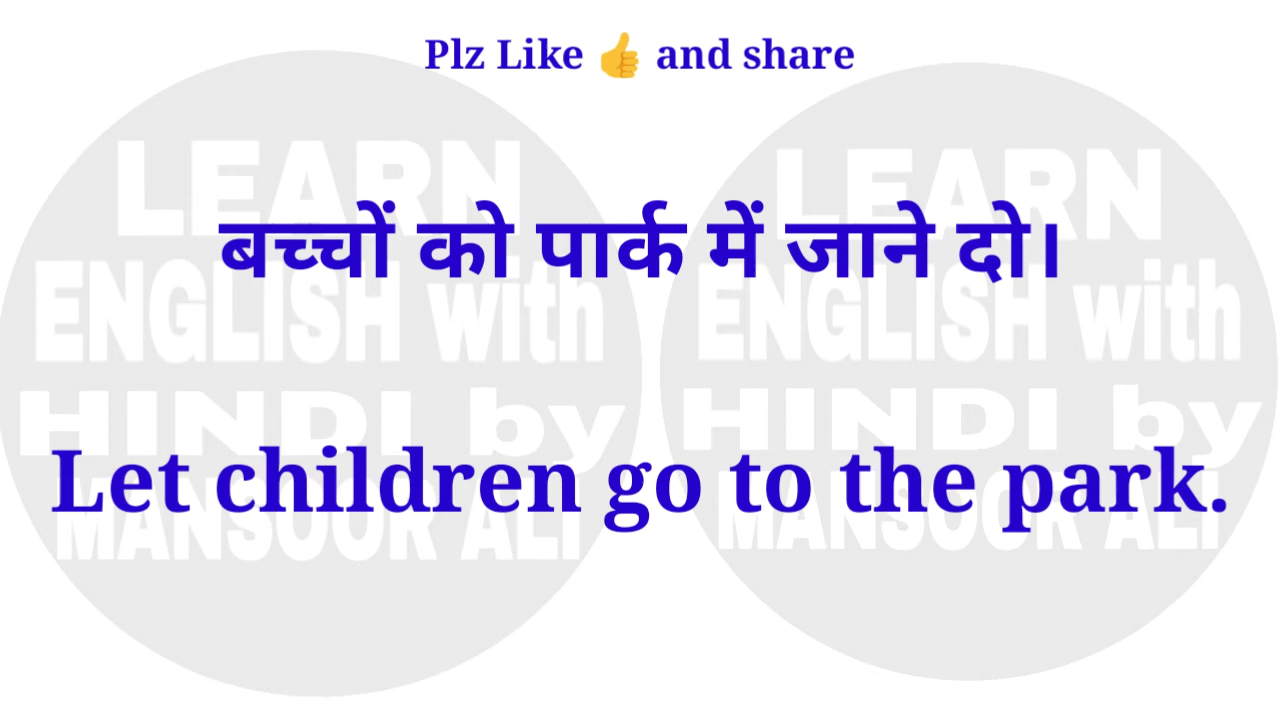 Plz Like 👍 and share
LEARN LEARN
बच्चों को पार्क में जाने दो।
ENGLISH with ENGLISH with
HINDI by HINDI by
Let children go to the park.
MANSOOR ALI MANSOOR ALI